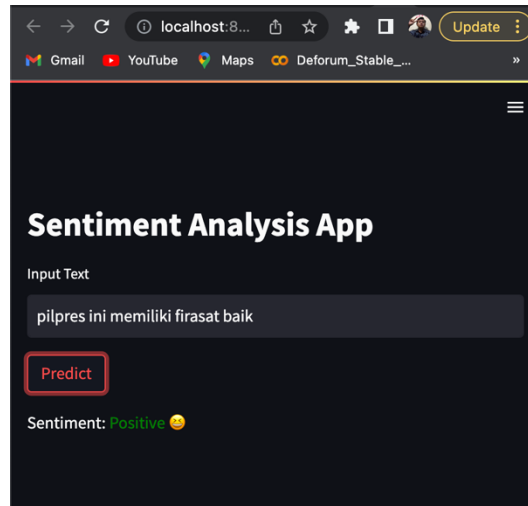 localhost:8...
Update
Gmail YouTube Maps Deforum_Stable_... »
Sentiment Analysis App
Input Text
pilpres ini memiliki firasat baik
Predict
Sentiment: Positive 😆